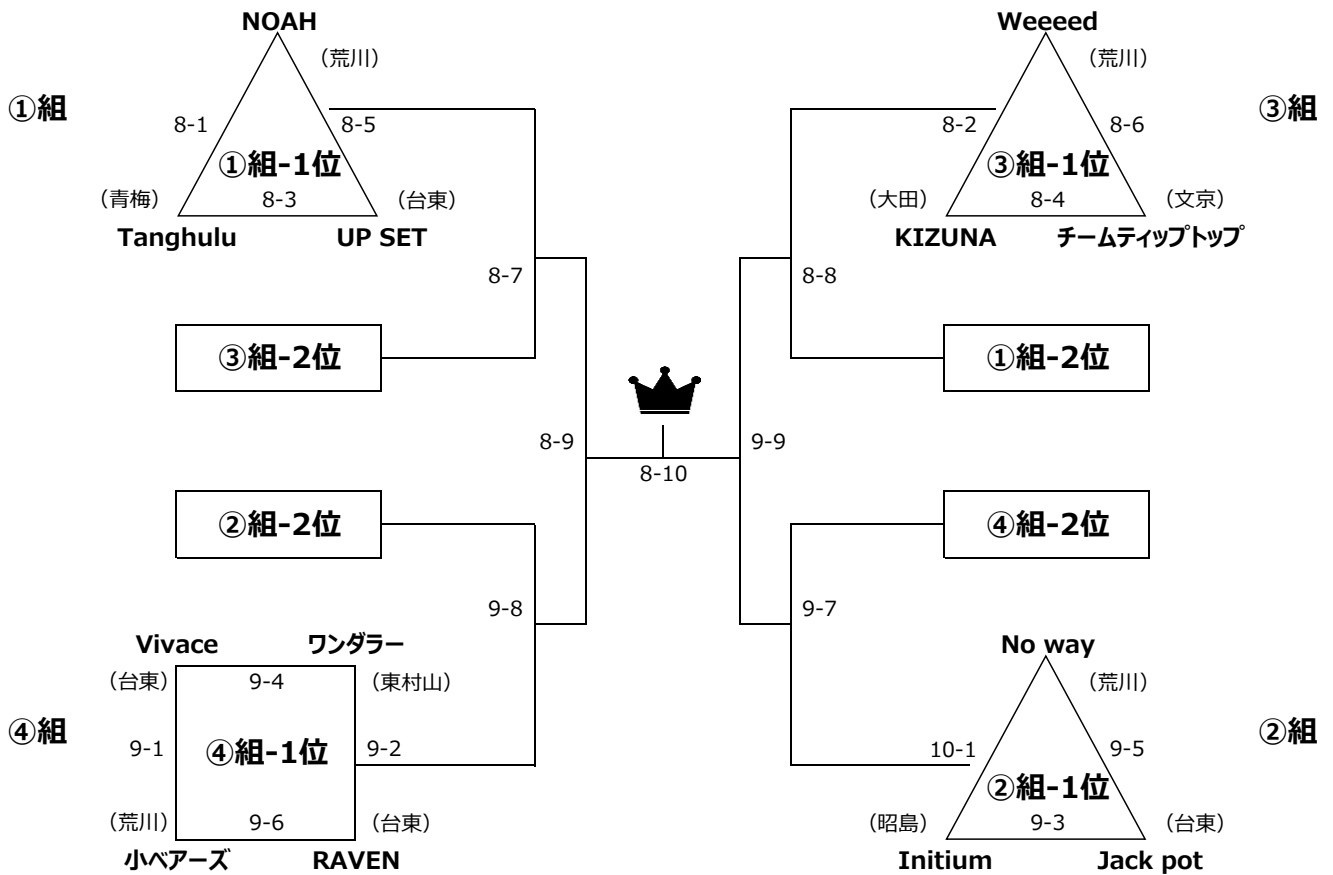 NOAH
Weeeed
（荒川）
（荒川）
①組
③組
8-1
8-5
8-2
8-6
①組-1位
③組-1位
（青梅）
8-3
（台東）
（大田）
8-4
（文京）
Tanghulu
UP SET
KIZUNA
チームティップトップ
8-7
8-8
③組-2位
①組-2位
8-9
9-9
8-10
②組-2位
④組-2位
9-8
9-7
Vivace
ワンダラー
No way
（台東）
9-4
（東村山）
（荒川）
④組
②組
9-1
④組-1位
9-2
10-1
9-5
②組-1位
（荒川）
9-6
（台東）
（昭島）
9-3
（台東）
小ベアーズ
RAVEN
Initium
Jack pot